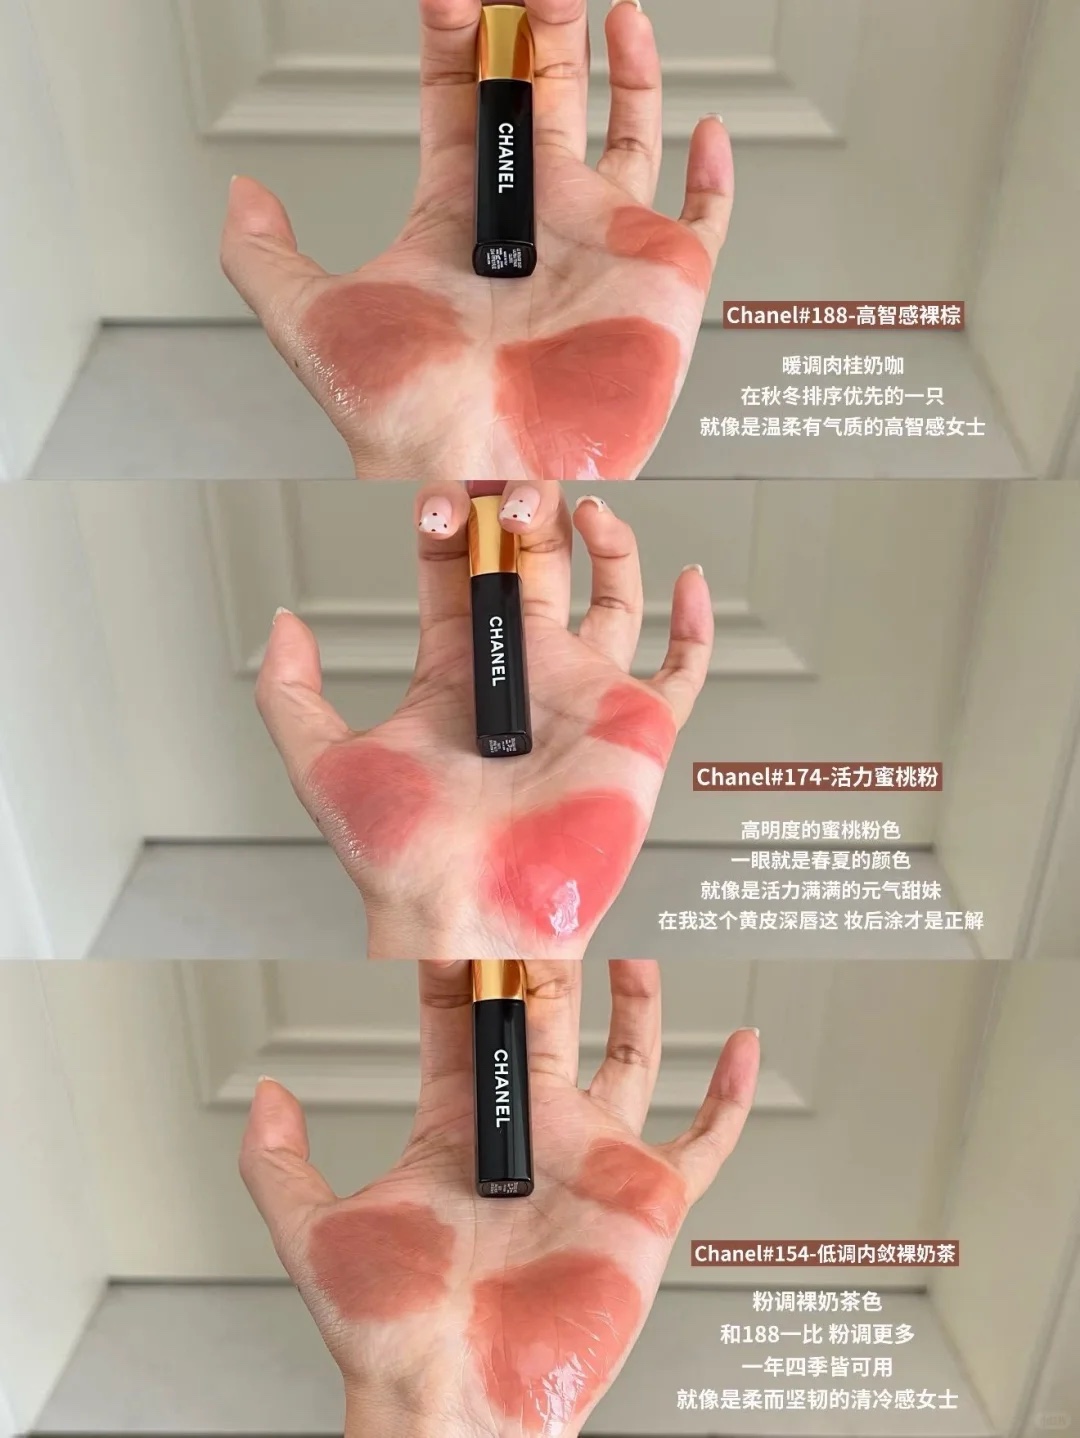 CHANEL
Chanel#188-高智感裸棕
暖调肉桂奶咖
在秋冬排序优先的一只
就像是温柔有气质的高智感女士
CHANEL
Chanel#174-活力蜜桃粉
高明度的蜜桃粉色
一眼就是春夏的颜色
就像是活力满满的元气甜妹
在我这个黄皮深唇这 妆后涂才是正解
CHANEL
Chanel#154-低调内敛裸奶茶
粉调裸奶茶色
和188一比 粉调更多
一年四季皆可用
就像是柔而坚韧的清冷感女士